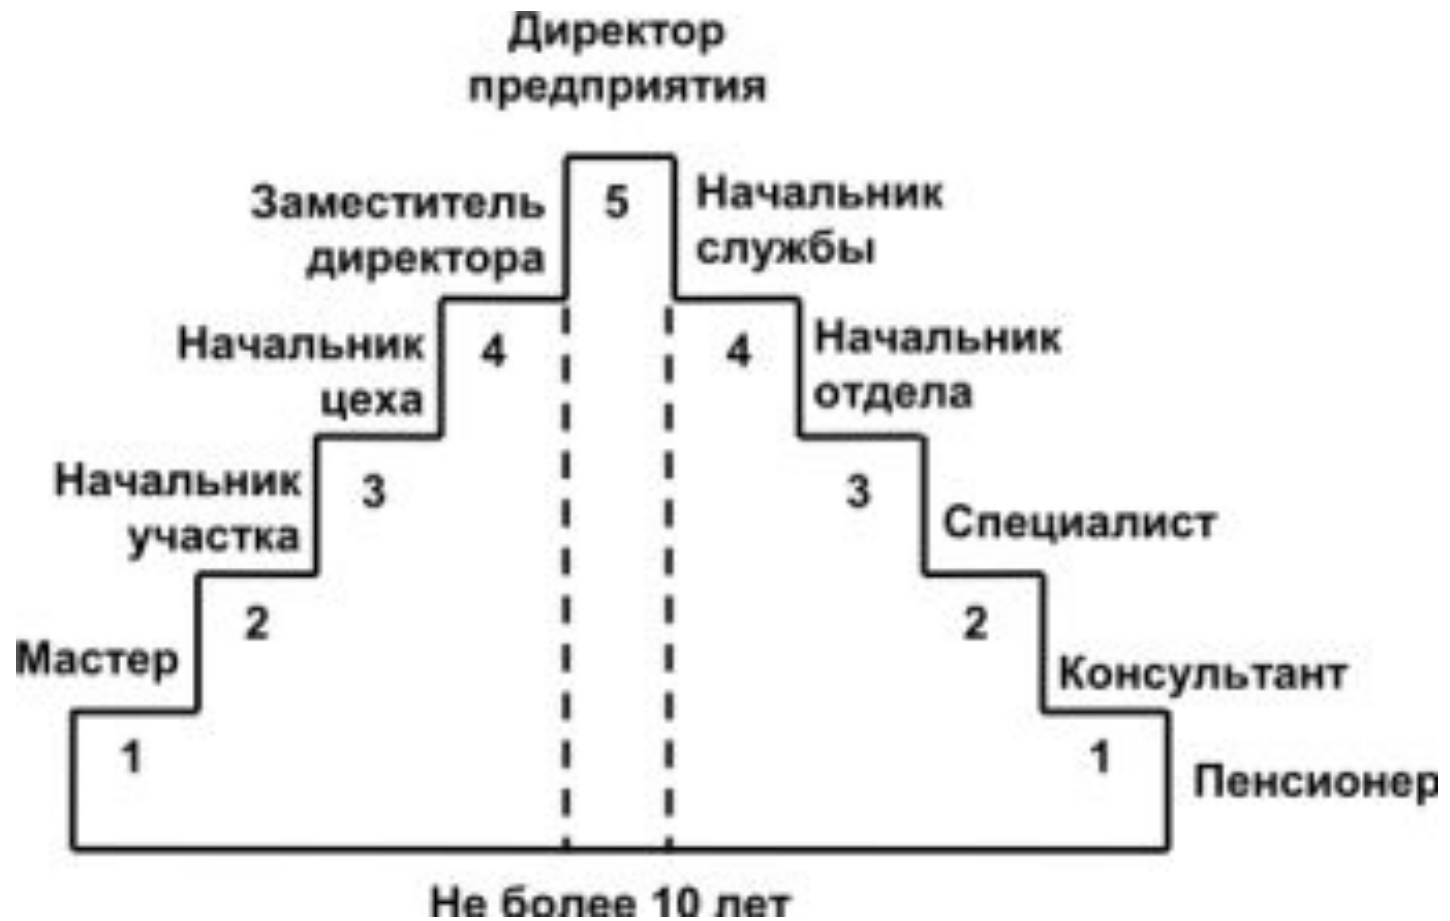 Директор
предприятия
Заместитель
директора
5
Начальник
службы
Начальник
цеха
4
4
Начальник
отдела
Начальник
участка
3
3
Специалист
Мастер
2
2
Консультант
1
1
Пенсионер
Не более 10 лет